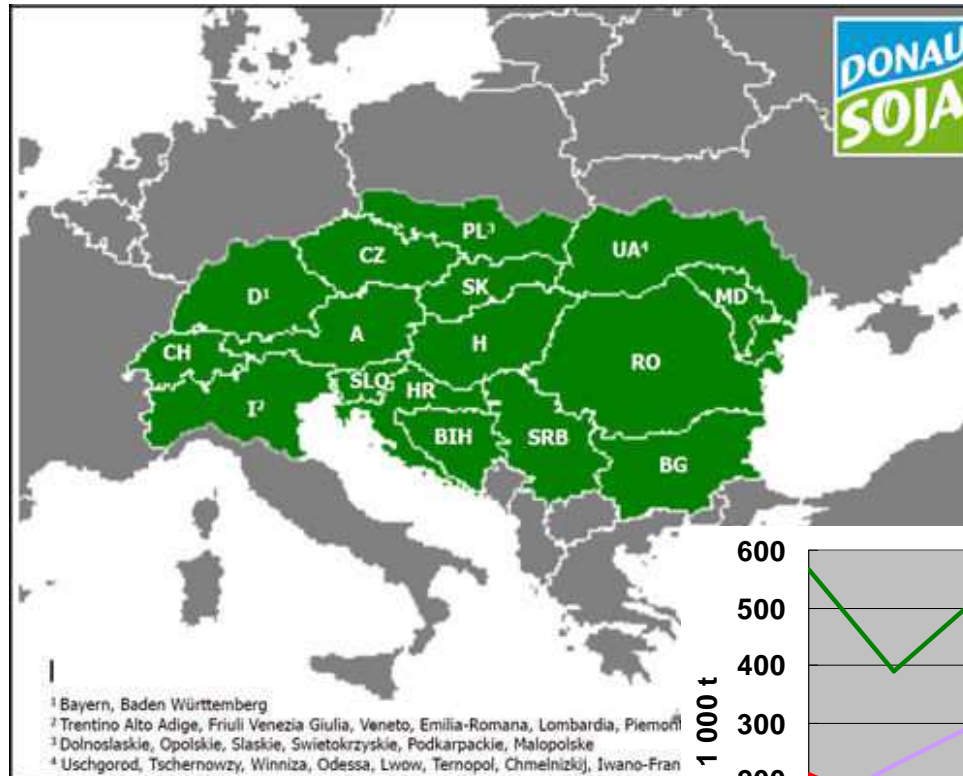 DONAU
SOJA
PL³
CZ
UA⁴
SK
D¹
MD
A
CH
H
RO
SLO
HR
I²
BIH
SRB
BG
¹ Bayern, Baden Württemberg
² Trentino Alto Adige, Friuli Venezia Giulia, Veneto, Emilia-Romana, Lombardia, Piemont
³ Dolnoslaskie, Opolskie, Slaskie, Swietokrzyskie, Podkarpackie, Malopolske
⁴ Uschgorod, Tschernowzy, Winniza, Odessa, Lwow, Ternopol, Chmelnizkij, Iwano-Fran
600
500
400
300
1 000 t